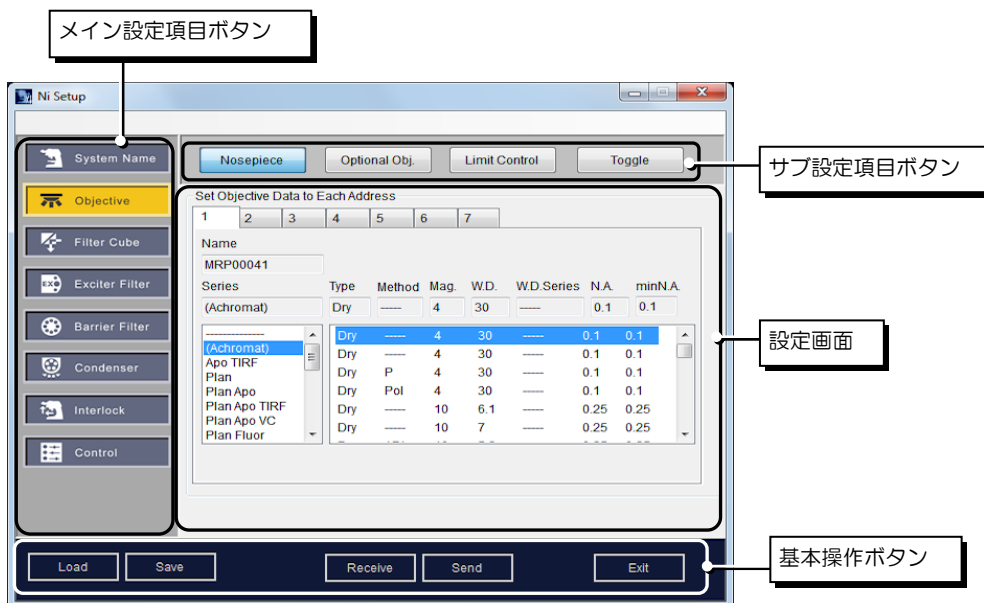 メイン設定項目ボタン
Ni Setup
System Name
Objective
Filter Cube
EXC
Exciter Filter
Barrier Filter
Condenser
Interlock
Control
Nosepiece Optional Obj. Limit Control Toggle
サブ設定項目ボタン
Set Objective Data to Each Address
1 2 3 4 5 6 7
Name
MRP00041
Series Type Method Mag. W.D. W.D.Series N.A. minN.A.
(Achromat) Dry ----- 4 30 ----- 0.1 0.1
--------------
(Achromat)
Apo TIRF
Plan
Plan Apo
Plan Apo TIRF
Plan Apo VC
Plan Fluor
Dry ----- 4 30 ----- 0.1 0.1
Dry ----- 4 30 ----- 0.1 0.1
Dry P 4 30 ----- 0.1 0.1
Dry Pol 4 30 ----- 0.1 0.1
Dry ----- 10 6.1 ----- 0.25 0.25
Dry ----- 10 7 ----- 0.25 0.25
設定画面
Load Save Receive Send Exit
基本操作ボタン